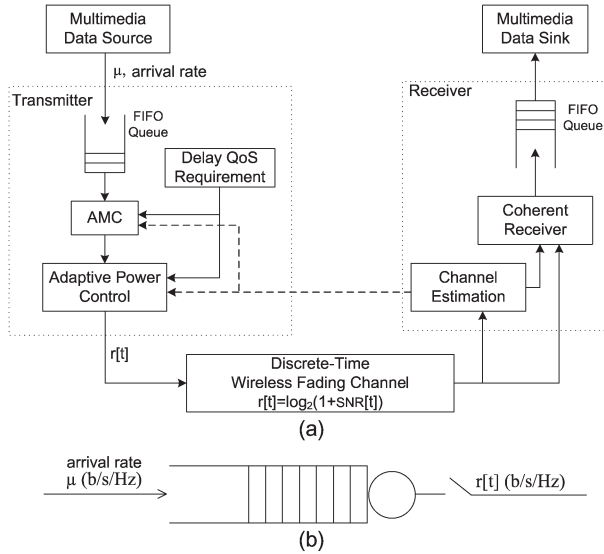 (a)
Multimedia
Data Source
Multimedia
Data Sink
μ, arrival rate
Transmitter
FIFO
Queue
Delay QoS
Requirement
AMC
Adaptive Power
Control
Receiver
FIFO
Queue
Coherent
Receiver
Channel
Estimation
r[t]
Discrete-Time
Wireless Fading Channel
r[t]=log₂(1+SNR[t])
(a)
arrival rate
μ (b/s/Hz)
r[t] (b/s/Hz)
(b)